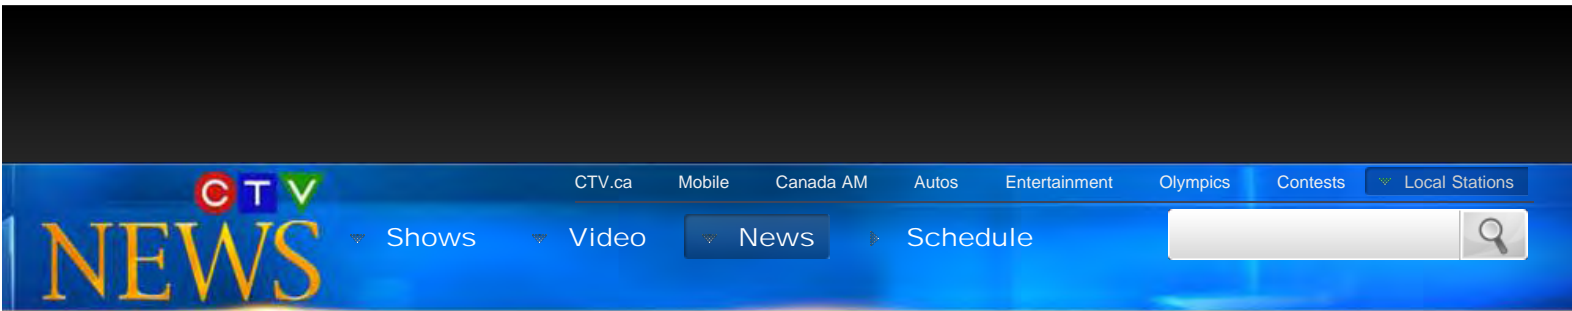 CTV.ca Mobile Canada AM Autos Entertainment Olympics Contests Local Stations
CTV
NEWS
Shows Video News Schedule